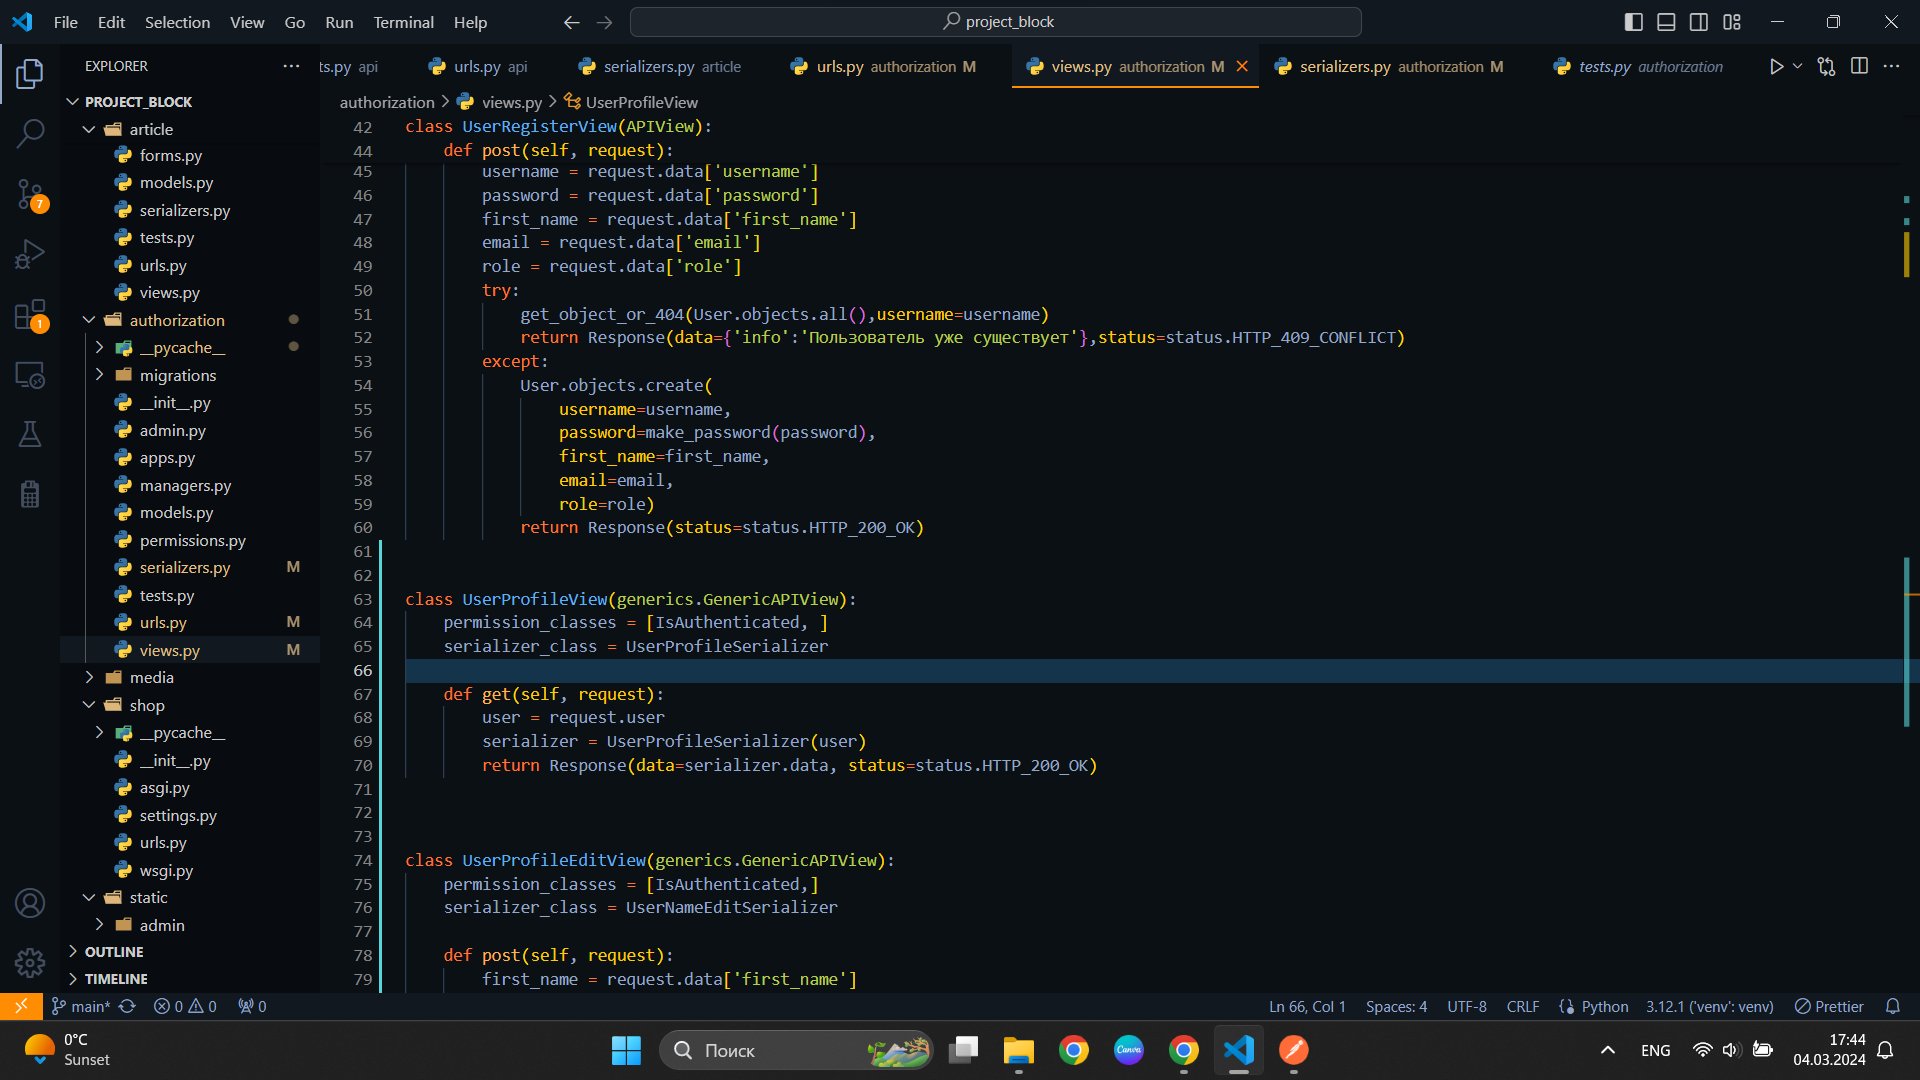 File Edit Selection View Go Run Terminal Help
project_block
EXPLORER
ts.py api
urls.py api
serializers.py article
urls.py authorization M
views.py authorization M
serializers.py authorization M
tests.py authorization
PROJECT_BLOCK
article
forms.py
models.py
serializers.py
tests.py
urls.py
views.py
authorization
__pycache__
migrations
__init__.py
admin.py
apps.py
managers.py
models.py
permissions.py
serializers.py M
tests.py
urls.py M
views.py M
media
shop
__pycache__
__init__.py
asgi.py
settings.py
urls.py
wsgi.py
static
admin
OUTLINE
TIMELINE
7
1
authorization > views.py > UserProfileView
42 class UserRegisterView(APIView):
44     def post(self, request):
45         username = request.data['username']
46         password = request.data['password']
47         first_name = request.data['first_name']
48         email = request.data['email']
49         role = request.data['role']
50         try:
51             get_object_or_404(User.objects.all(),username=username)
52             return Response(data={'info':'Пользователь уже существует'},status=status.HTTP_409_CONFLICT)
53         except:
54             User.objects.create(
55                 username=username,
56                 password=make_password(password),
57                 first_name=first_name,
58                 email=email,
59                 role=role)
60             return Response(status=status.HTTP_200_OK)
61
62
63 class UserProfileView(generics.GenericAPIView):
64     permission_classes = [IsAuthenticated, ]
65     serializer_class = UserProfileSerializer
66
67     def get(self, request):
68         user = request.user
69         serializer = UserProfileSerializer(user)
70         return Response(data=serializer.data, status=status.HTTP_200_OK)
71
72
73
74 class UserProfileEditView(generics.GenericAPIView):
75     permission_classes = [IsAuthenticated,]
76     serializer_class = UserNameEditSerializer
77
78     def post(self, request):
79         first_name = request.data['first_name']
main* 0 0 0
Ln 66, Col 1 Spaces: 4 UTF-8 CRLF Python 3.12.1 ('venv': venv) Prettier
0°C
Sunset
Поиск
Canva
ENG
17:44
04.03.2024